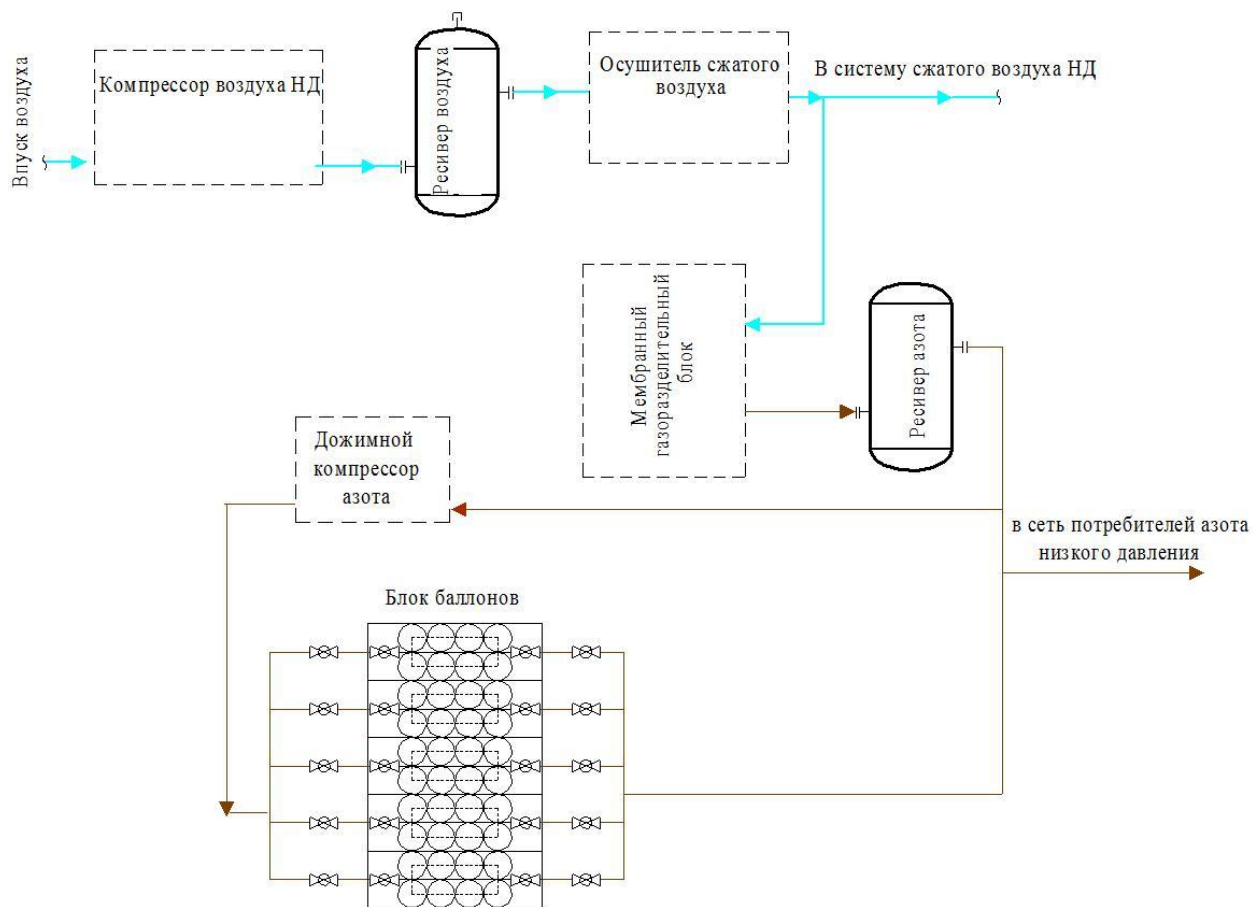 Впуск воздуха
Компрессор воздуха НД
Ресивер воздуха
Осушитель сжатого
воздуха
В систему сжатого воздуха НД
Мембранный
газоразделительный
блок
Ресивер азота
Дожимной
компрессор
азота
в сеть потребителей азота
низкого давления
Блок баллонов